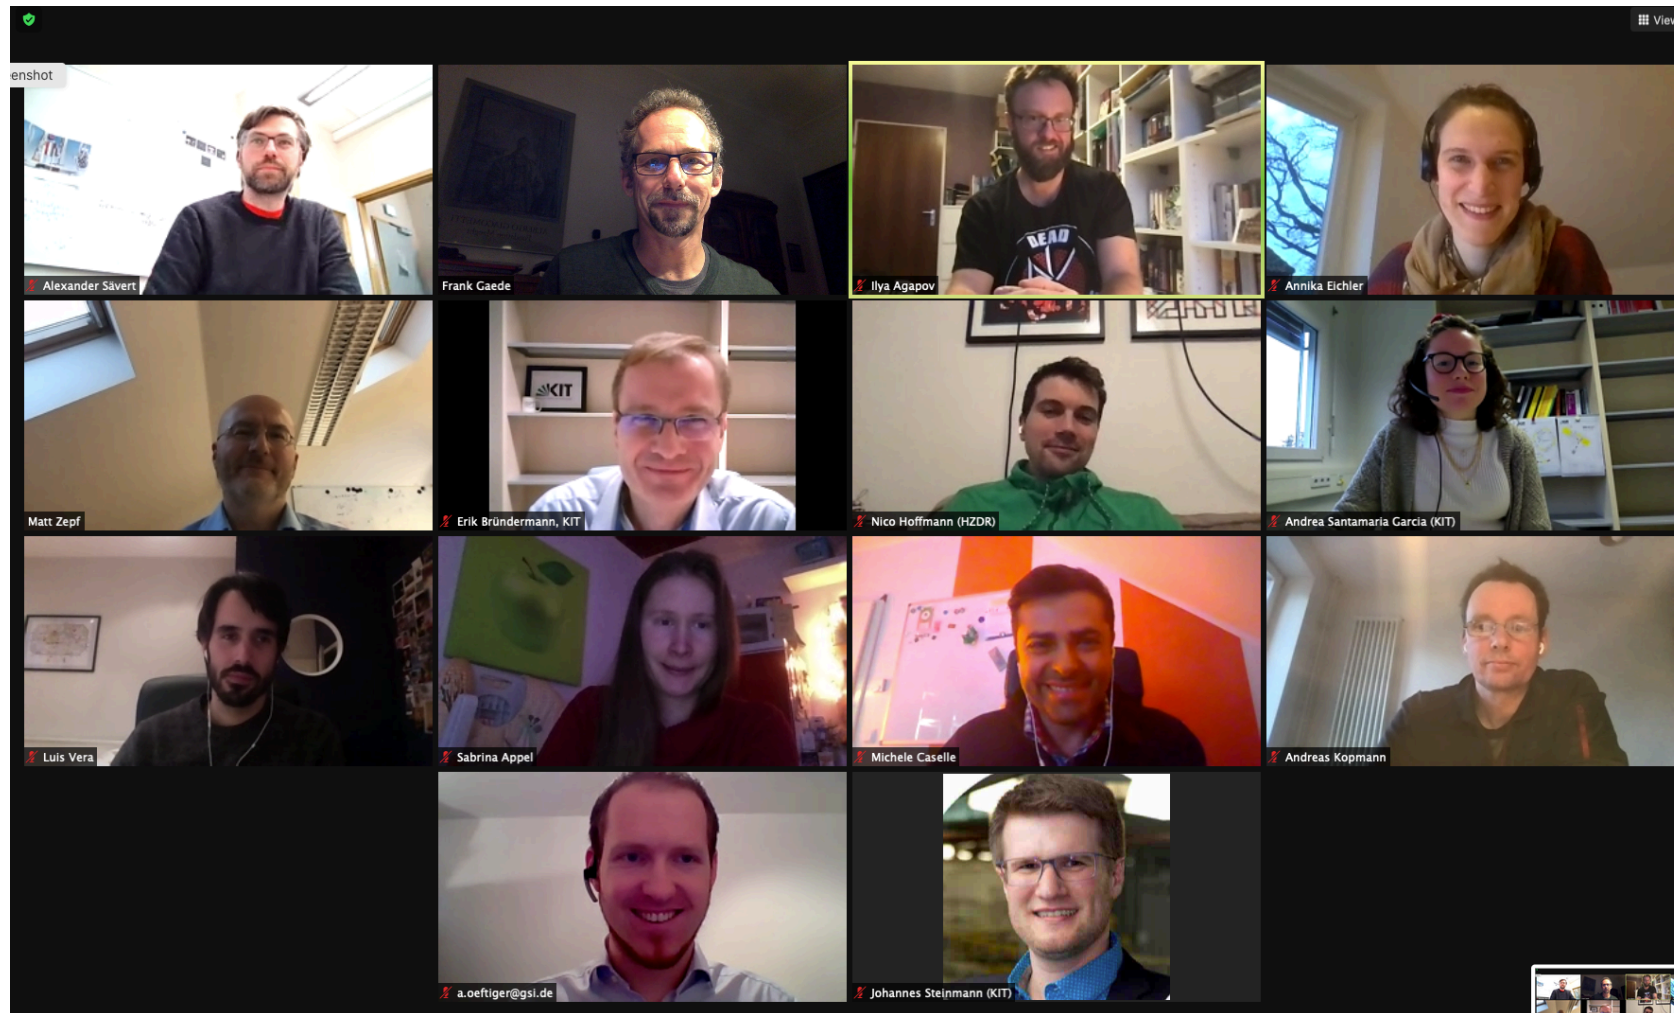 View
eenshot
DEAD
Alexander Sävert
Frank Gaede
Ilya Agapov
Annika Eichler
KIT
Matt Zepf
Erik Bründermann, KIT
Nico Hoffmann (HZDR)
Andrea Santamaria Garcia (KIT)
Luis Vera
Sabrina Appel
Michele Caselle
Andreas Kopmann
a.oeftiger@gsi.de
Johannes Steinmann (KIT)